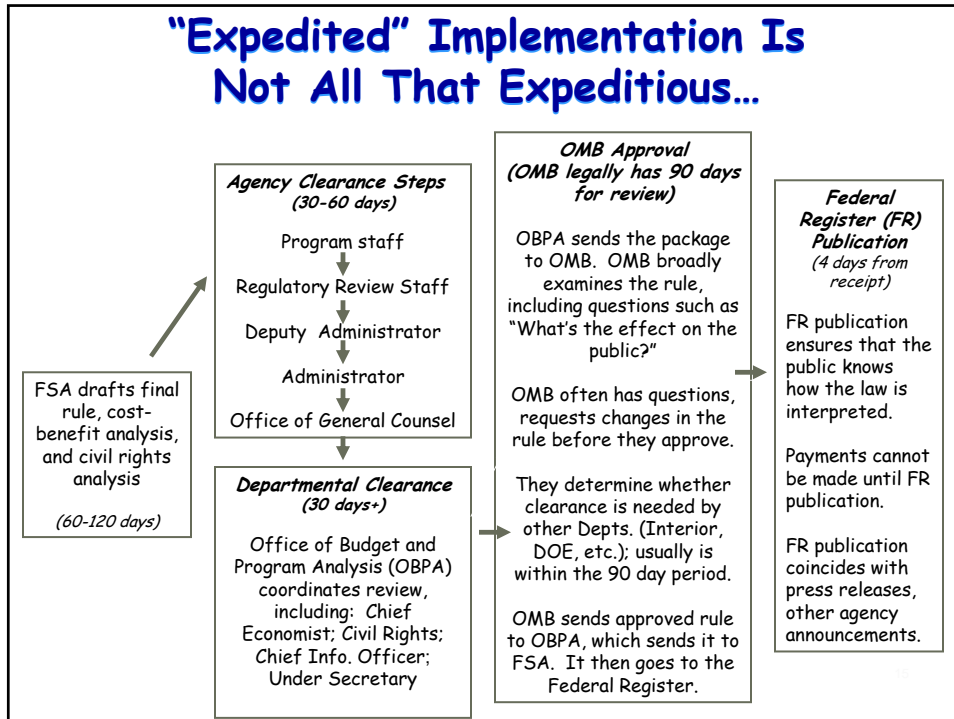 “Expedited” Implementation Is
Not All That Expeditious…
FSA drafts final
rule, cost-
benefit analysis,
and civil rights
analysis
(60-120 days)
Agency Clearance Steps
(30-60 days)
Program staff
Regulatory Review Staff
Deputy Administrator
Administrator
Office of General Counsel
Departmental Clearance
(30 days+)
Office of Budget and
Program Analysis (OBPA)
coordinates review,
including: Chief
Economist; Civil Rights;
Chief Info. Officer;
Under Secretary
OMB Approval
(OMB legally has 90 days
for review)
OBPA sends the package
to OMB. OMB broadly
examines the rule,
including questions such as
“What’s the effect on the
public?”
OMB often has questions,
requests changes in the
rule before they approve.
They determine whether
clearance is needed by
other Depts. (Interior,
DOE, etc.); usually is
within the 90 day period.
OMB sends approved rule
to OBPA, which sends it to
FSA. It then goes to the
Federal Register.
Federal
Register (FR)
Publication
(4 days from
receipt)
FR publication
ensures that the
public knows
how the law is
interpreted.
Payments cannot
be made until FR
publication.
FR publication
coincides with
press releases,
other agency
announcements.
15